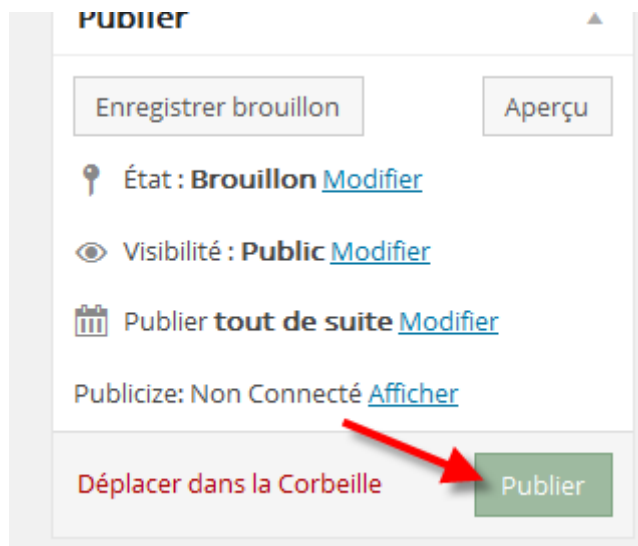 Publier
Enregistrer brouillon Aperçu
État : Brouillon Modifier
Visibilité : Public Modifier
Publier tout de suite Modifier
Publicize: Non Connecté Afficher
Déplacer dans la Corbeille Publier